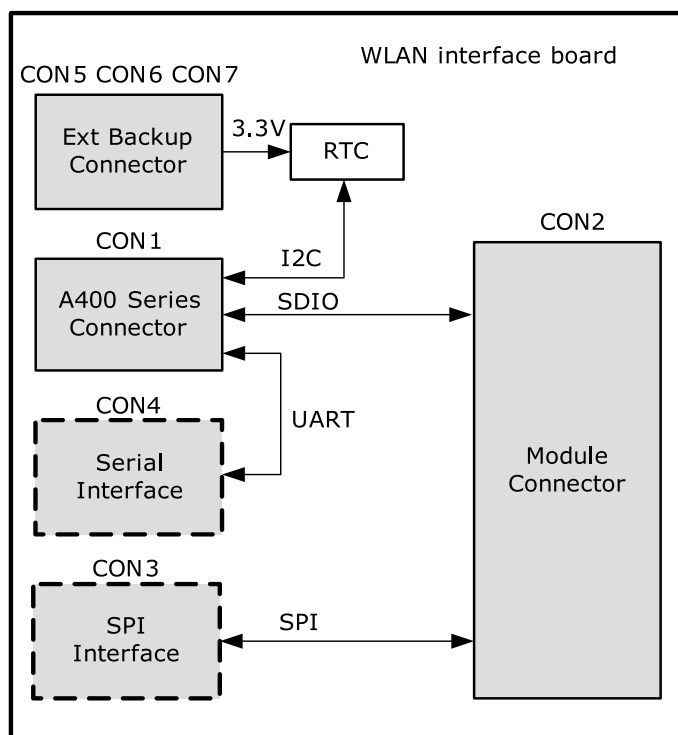 WLAN interface board
CON5 CON6 CON7
Ext Backup
Connector
3.3V
RTC
CON1
I2C
A400 Series
Connector
SDIO
CON2
CON4
UART
Serial
Interface
Module
Connector
CON3
SPI
Interface
SPI